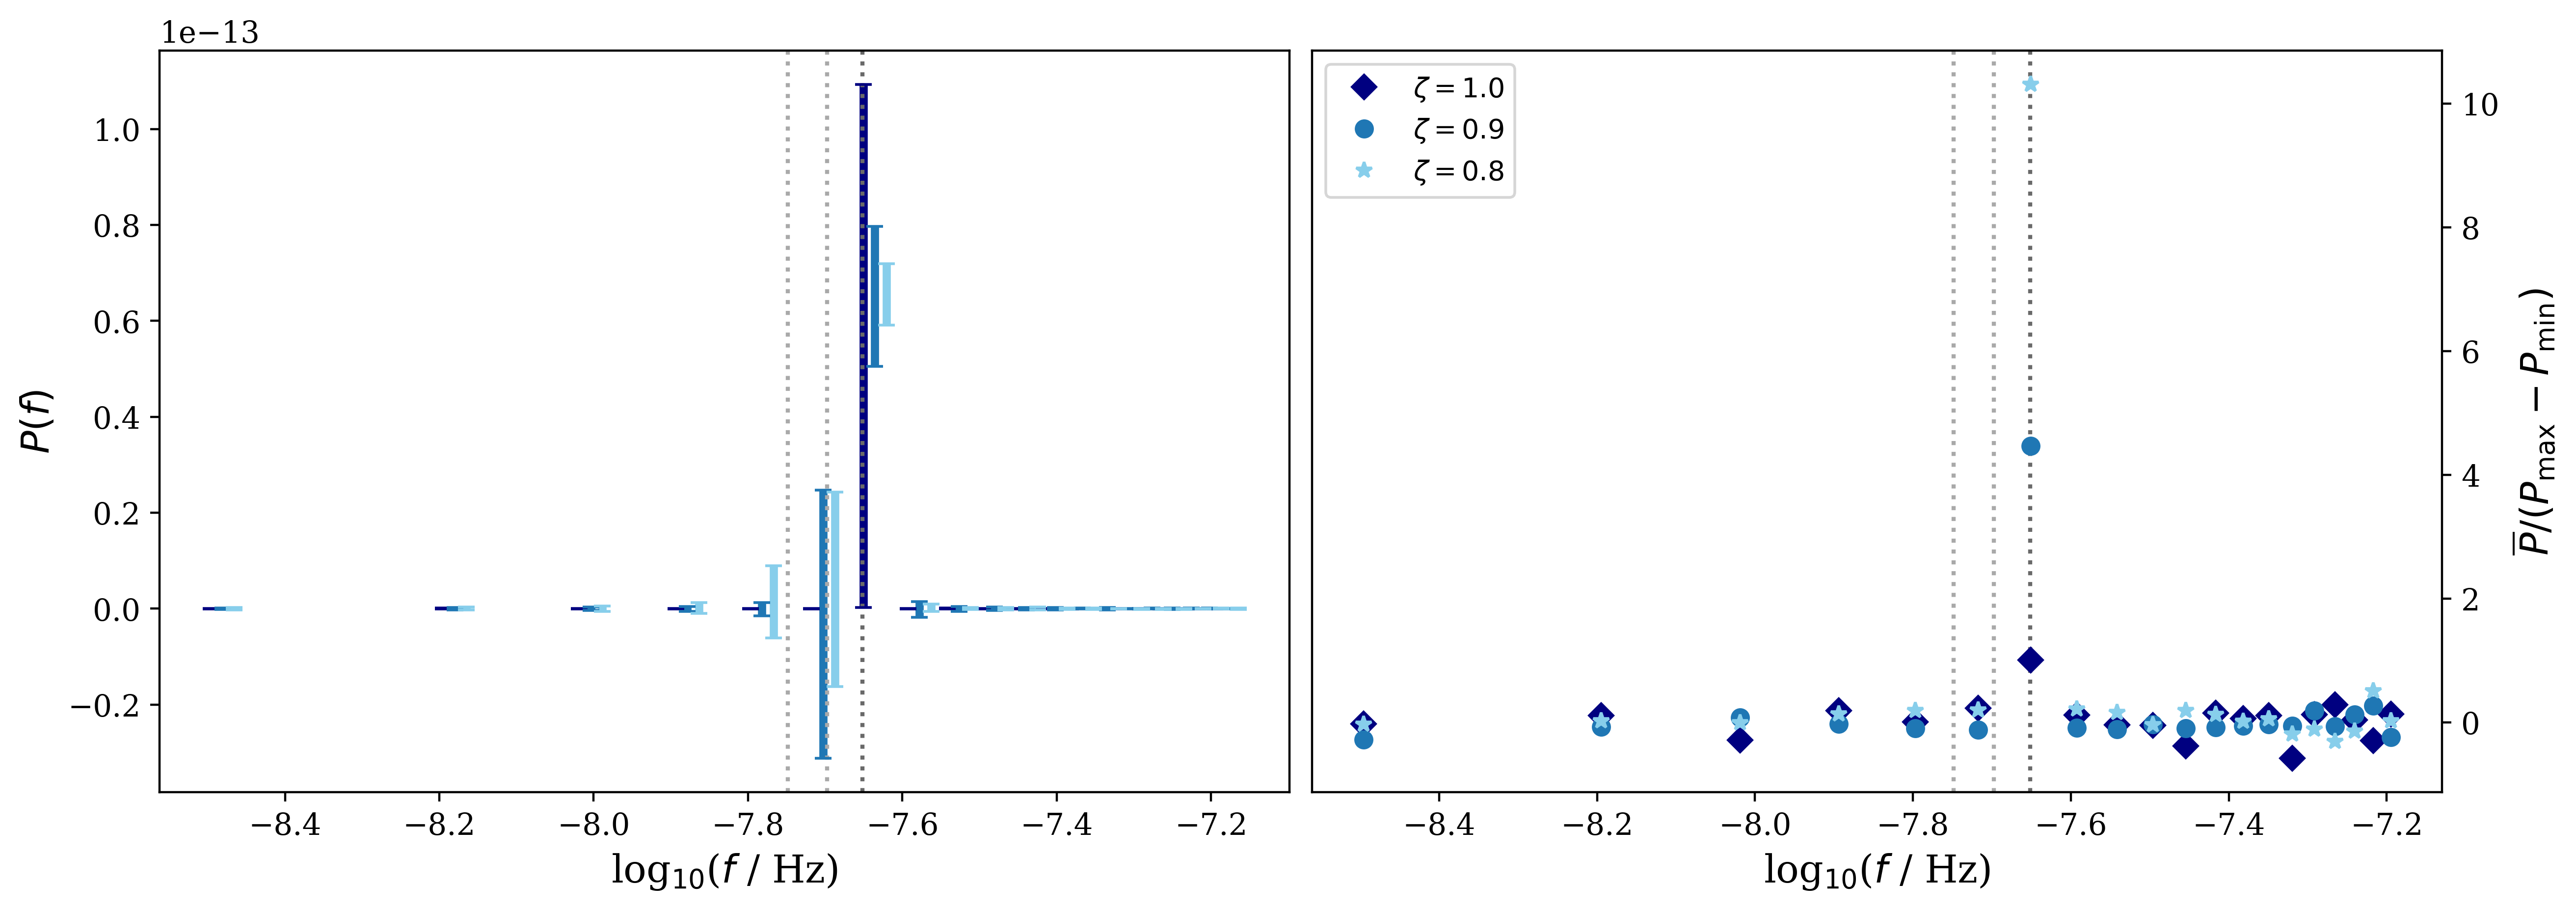 1e−13
1.0
0.8
0.6
0.4
0.2
0.0
−0.2
P(f)
−8.4 −8.2 −8.0 −7.8 −7.6 −7.4 −7.2
log₁₀(f / Hz)
ζ = 1.0
ζ = 0.9
ζ = 0.8
10
8
6
4
2
0
P̅/(Pmax − Pmin)
−8.4 −8.2 −8.0 −7.8 −7.6 −7.4 −7.2
log₁₀(f / Hz)